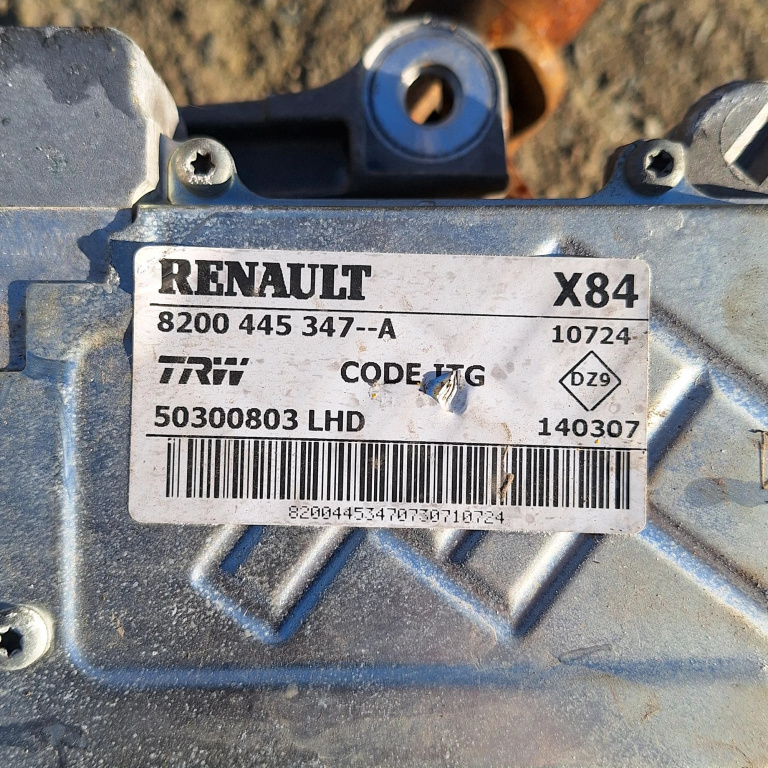 RENAULT X84
8200 445 347--A 10724
TRW CODE ITG DZ9
50300803 LHD 140307
82004453470730710724